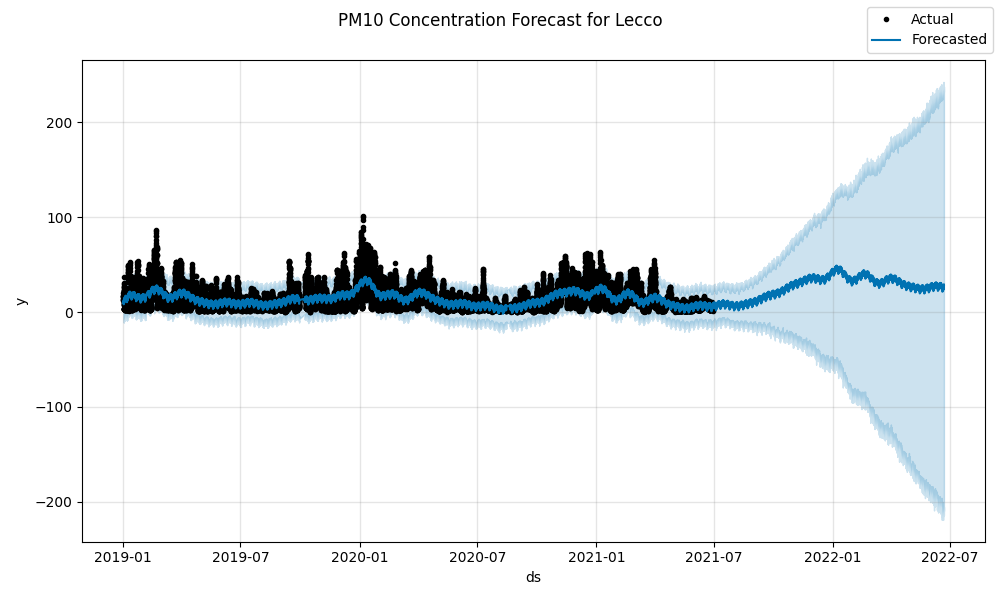 PM10 Concentration Forecast for Lecco
Actual
Forecasted
200
100
0
−100
−200
y
2019-01
2019-07
2020-01
2020-07
2021-01
2021-07
2022-01
2022-07
ds